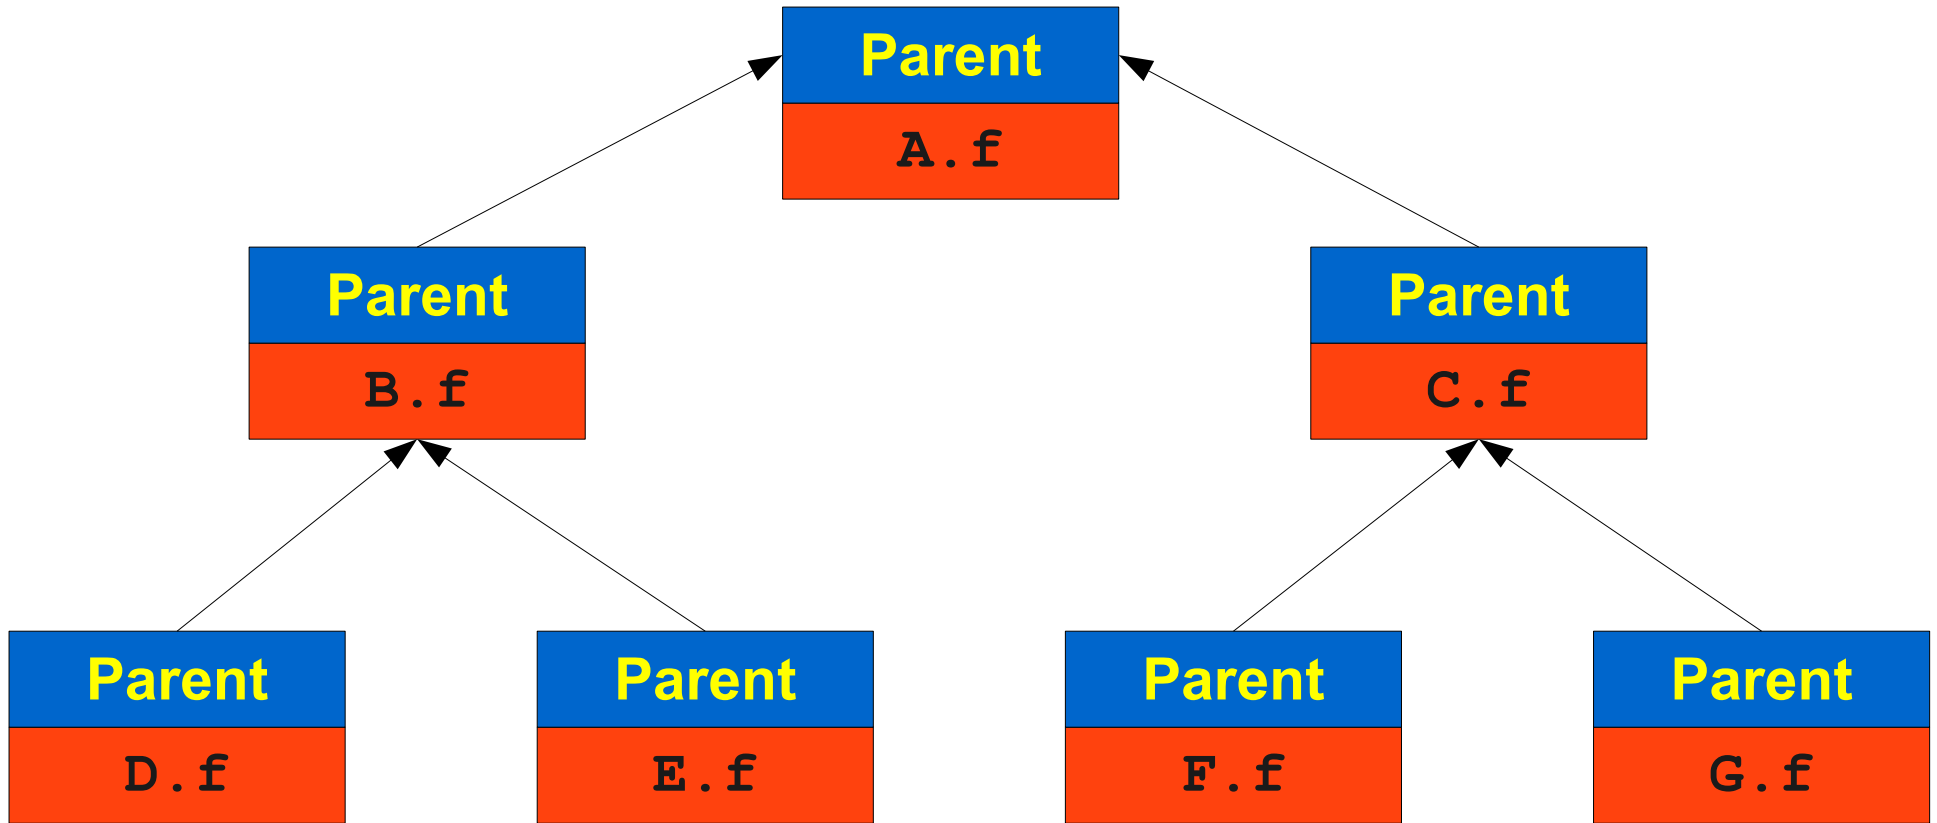 Parent
A.f
Parent
B.f
Parent
C.f
Parent
D.f
Parent
E.f
Parent
F.f
Parent
G.f